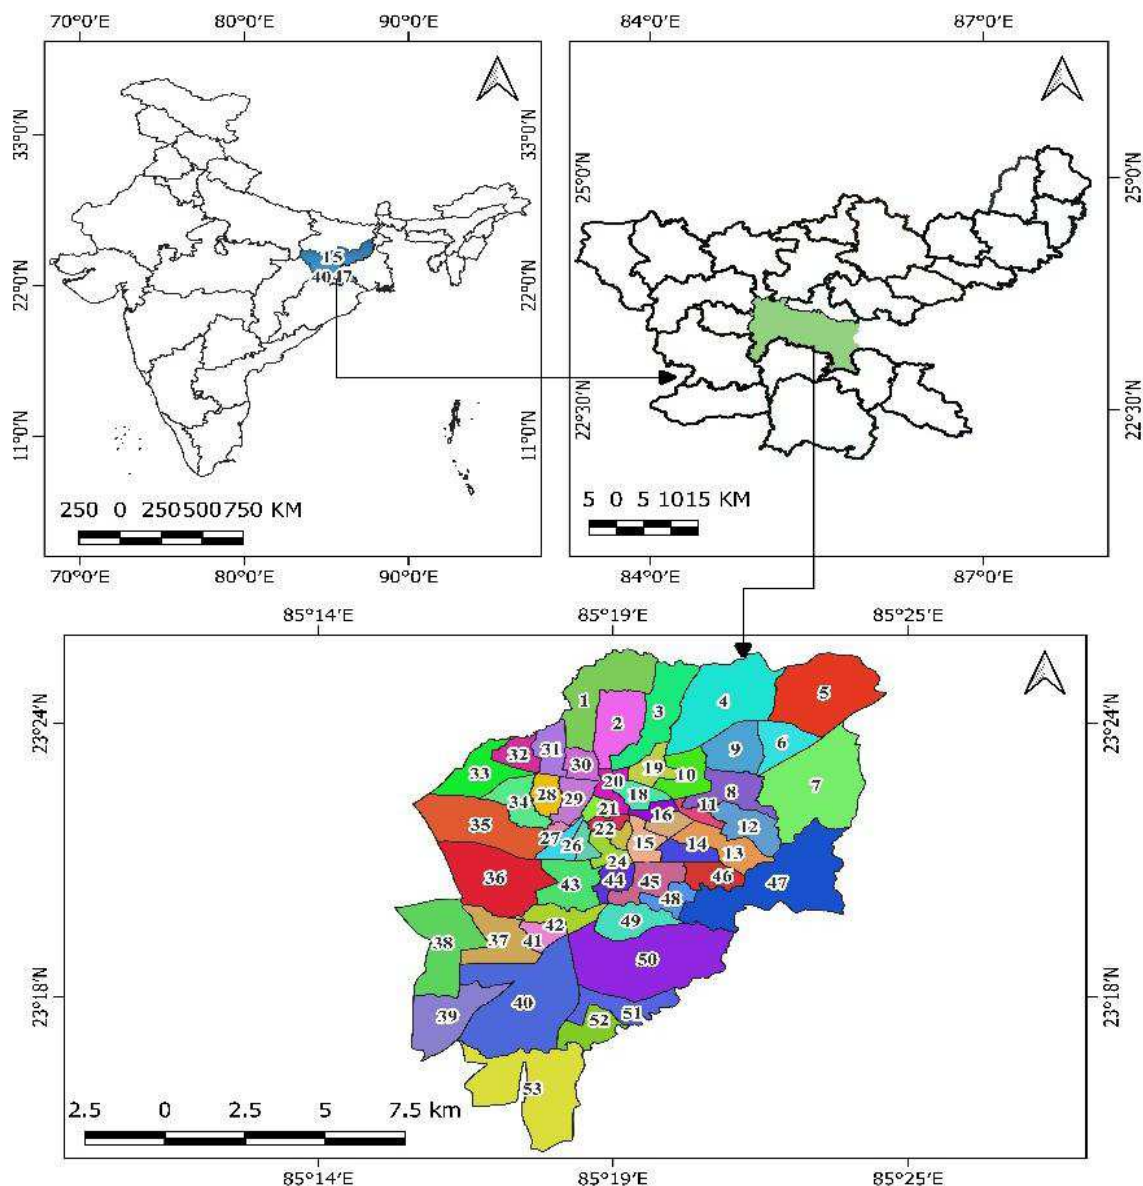 70°0′E 80°0′E 90°0′E
84°0′E 87°0′E
33°0′N 33°0′N
25°0′N 25°0′N
15
4047
22°0′N 22°0′N
22°30′N 22°30′N
11°0′N 11°0′N
250 0 250500750 KM
5 0 5 1015 KM
70°0′E 80°0′E 90°0′E
84°0′E 87°0′E
85°14′E 85°19′E 85°25′E
23°24′N 23°24′N
1 2 3 4 5
6 7 8 9 10
11 12 13 14 15
16 18 19 20 21
22 24 26 27 28
29 30 31 32 33
34 35 36 37 38
39 40 41 42 43
44 45 46 47 48
49 50 51 52 53
23°18′N 23°18′N
2.5 0 2.5 5 7.5 km
85°14′E 85°19′E 85°25′E